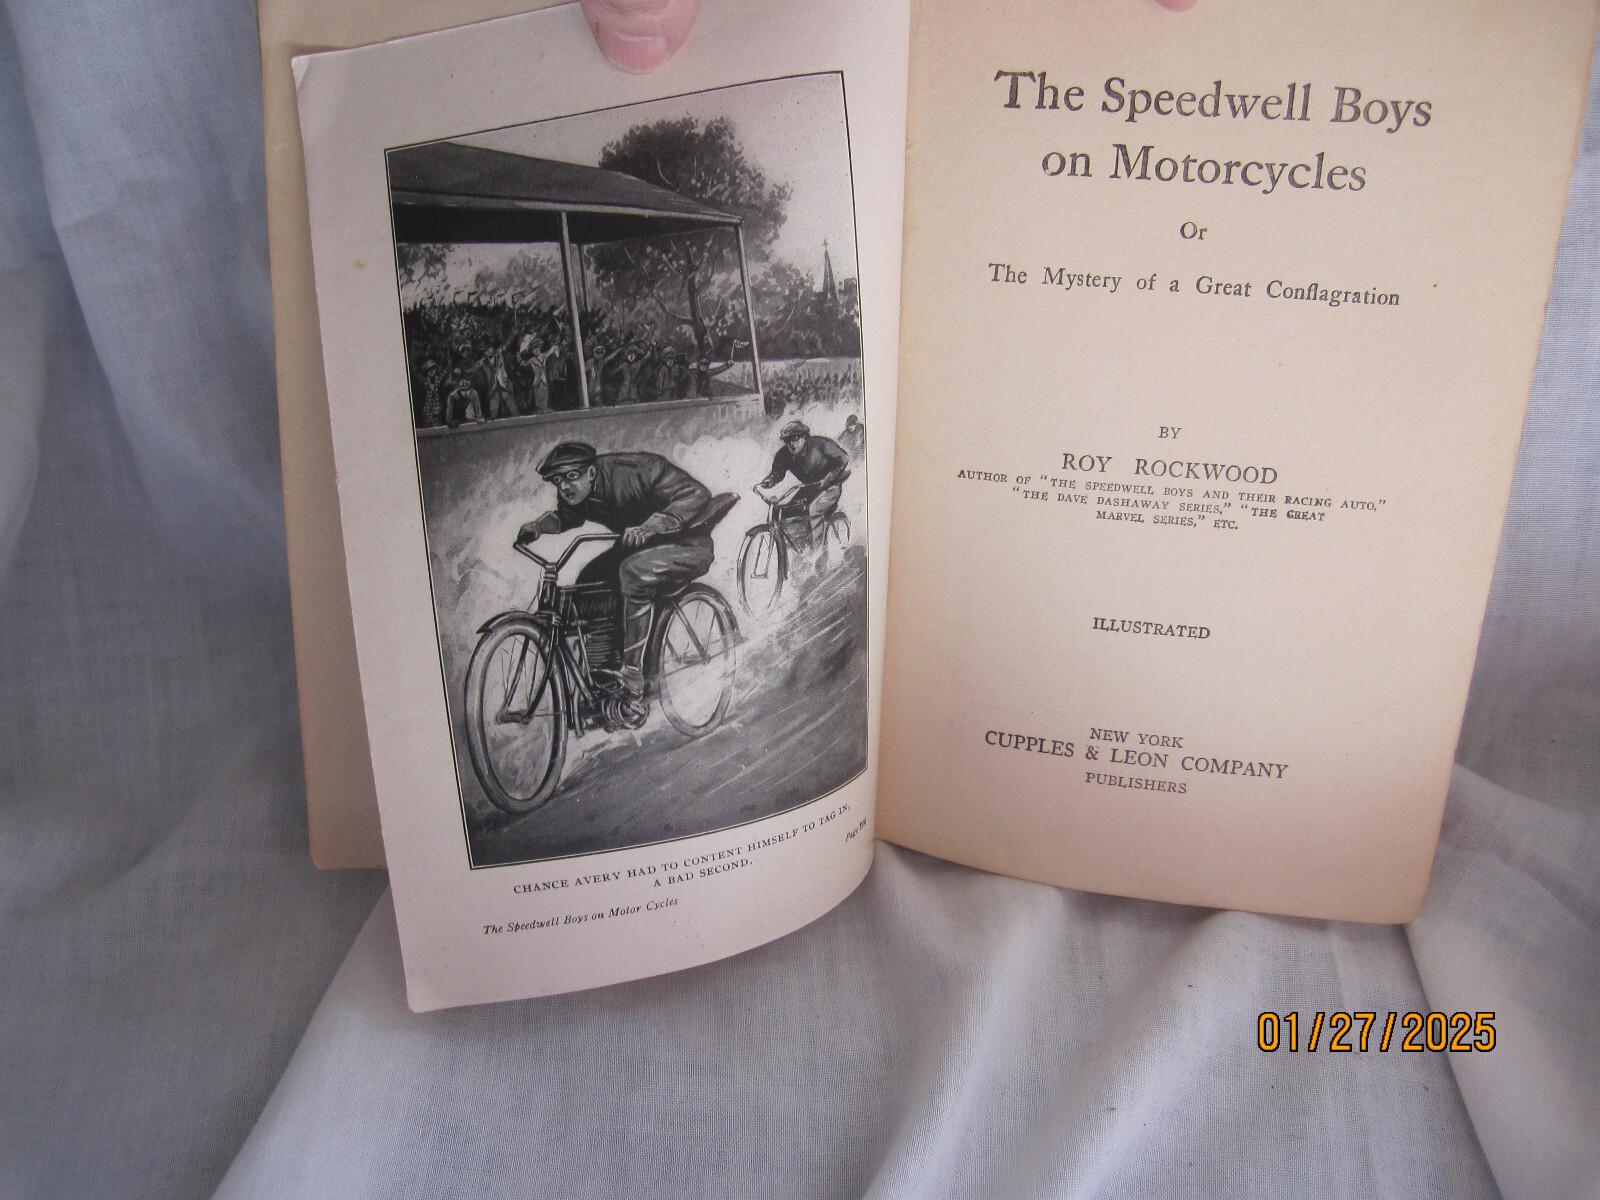 CHANCE AVERY HAD TO CONTENT HIMSELF TO TAG IN,
A BAD SECOND.
Page
The Speedwell Boys on Motor Cycles
The Speedwell Boys
on Motorcycles
Or
The Mystery of a Great Conflagration
BY
ROY ROCKWOOD
AUTHOR OF "THE SPEEDWELL BOYS AND THEIR RACING AUTO,"
"THE DAVE DASHAWAY SERIES," "THE GREAT
MARVEL SERIES," ETC.
ILLUSTRATED
NEW YORK
CUPPLES & LEON COMPANY
PUBLISHERS
01/27/2025